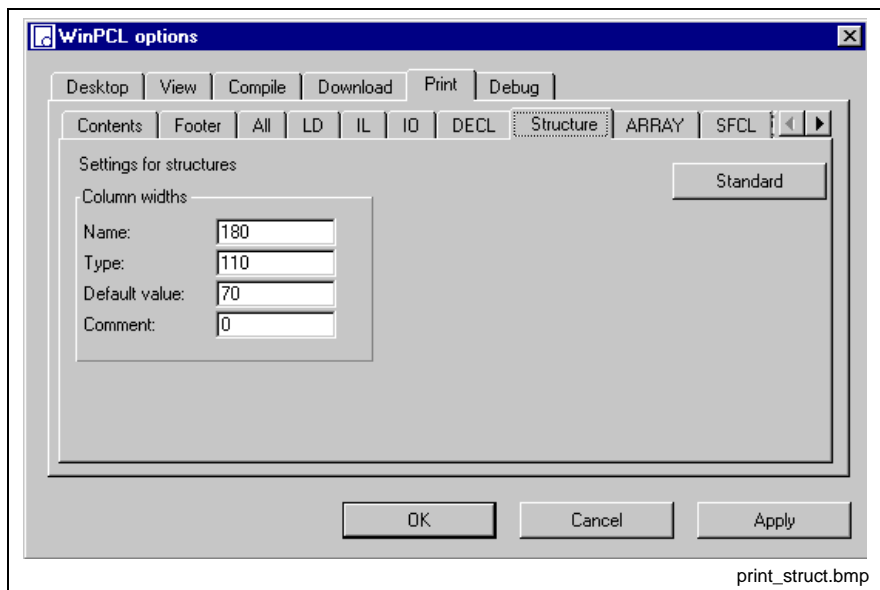 WinPCL options
Desktop View Compile Download Print Debug
Contents Footer All LD IL IO DECL Structure ARRAY SFCL
Settings for structures
Standard
Column widths
Name: 180
Type: 110
Default value: 70
Comment: 0
OK Cancel Apply
print_struct.bmp